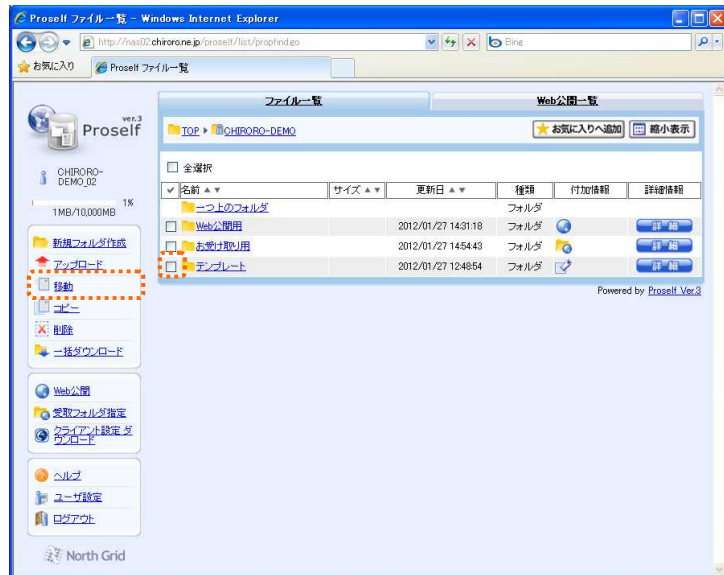 Proself ファイル一覧 - Windows Internet Explorer
http://nas02.chiroro.ne.jp/proself/list/propfind.go
Bing
お気に入り
Proself ファイル一覧
ver.3
Proself
CHIRORO-
DEMO_02
1%
1MB/10,000MB
新規フォルダ作成
アップロード
移動
コピー
削除
一括ダウンロード
Web公開
受取フォルダ指定
クライアント設定 ダ
ウンロード
ヘルプ
ユーザ設定
ログアウト
North Grid
ファイル一覧 Web公開一覧
TOP CHIRORO-DEMO お気に入りへ追加 縮小表示
全選択
名前 ▲▼ サイズ ▲▼ 更新日 ▲▼ 種類 付加情報 詳細情報
一つ上のフォルダ フォルダ
Web公開用 2012/01/27 14:31:18 フォルダ 詳細
お受け取り用 2012/01/27 14:54:43 フォルダ 詳細
テンプレート 2012/01/27 12:48:54 フォルダ 詳細
Powered by Proself Ver.3